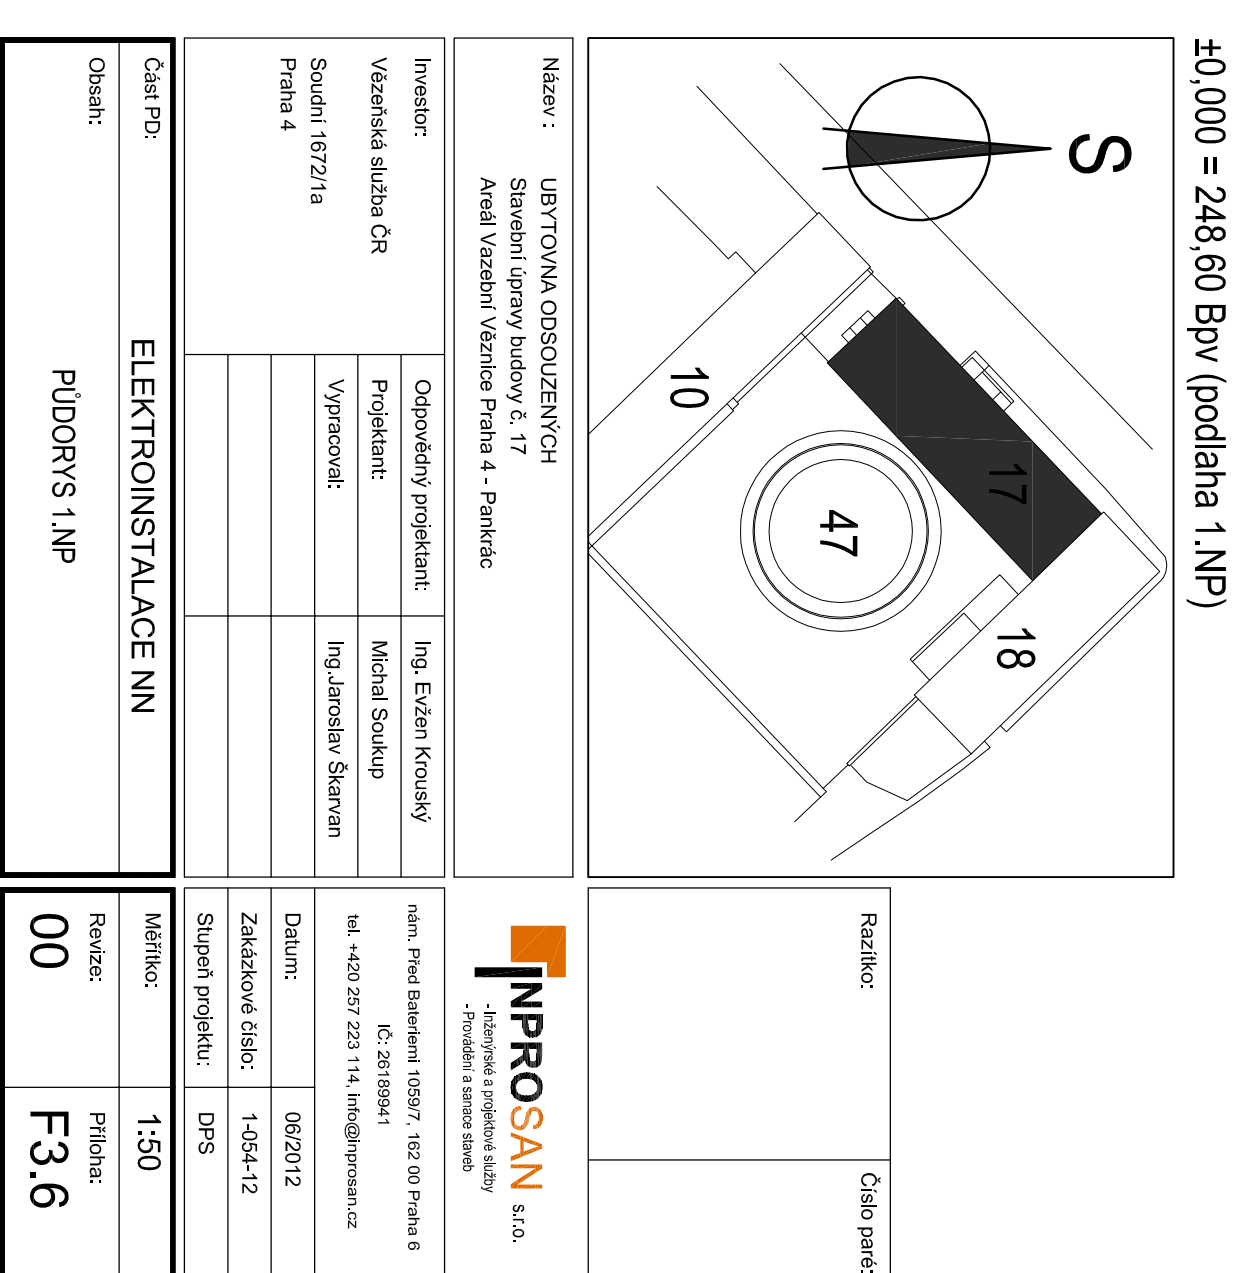 ±0,000 = 248,60 Bpv (podlaha 1.NP)
S
10
17
47
18
Razítko:
Číslo paré:
Název :
UBYTOVNA ODSOUZENÝCH
Stavební úpravy budovy č. 17
Areál Vazební Věznice Praha 4 - Pankrác
INPROSAN s.r.o.
- Inženýrské a projektové služby
- Provádění a sanace staveb
Investor:
Vězeňská služba ČR
Soudní 1672/1a
Praha 4
Odpovědný projektant: Ing. Evžen Krouský
Projektant: Michal Soukup
Vypracoval: Ing.Jaroslav Škarvan
nám. Před Bateriemi 1059/7, 162 00 Praha 6
IČ: 26189941
tel. +420 257 223 114, info@inprosan.cz
Datum: 06/2012
Zakázkové číslo: 1-054-12
Stupeň projektu: DPS
Část PD:
ELEKTROINSTALACE NN
Měřítko: 1:50
Obsah:
PŮDORYS 1.NP
Revize:
00
Příloha:
F3.6